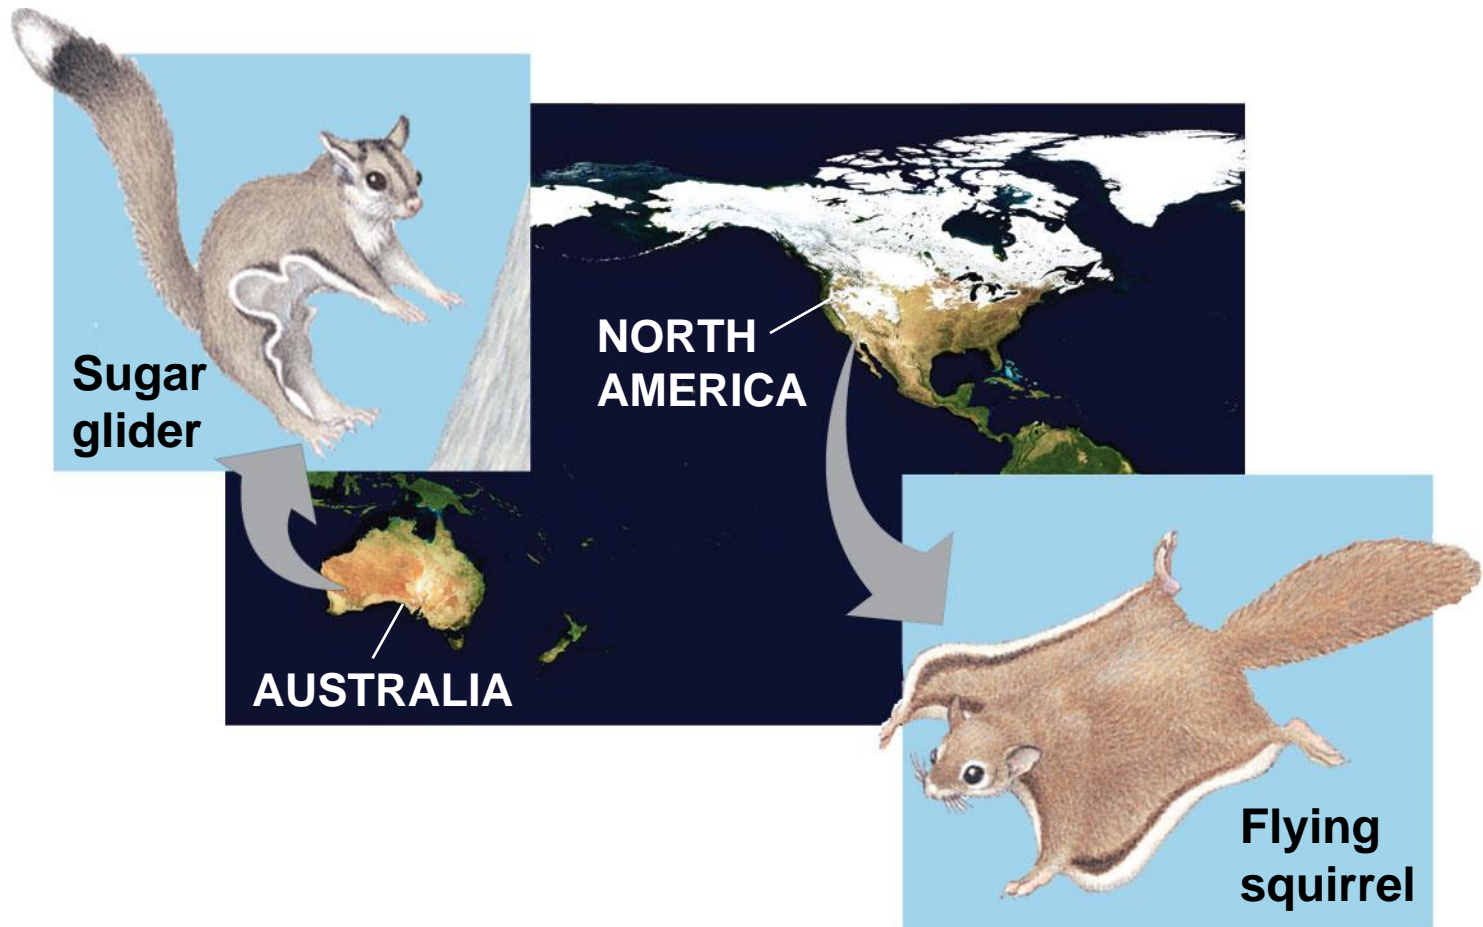 Sugar
glider
NORTH
AMERICA
AUSTRALIA
Flying
squirrel